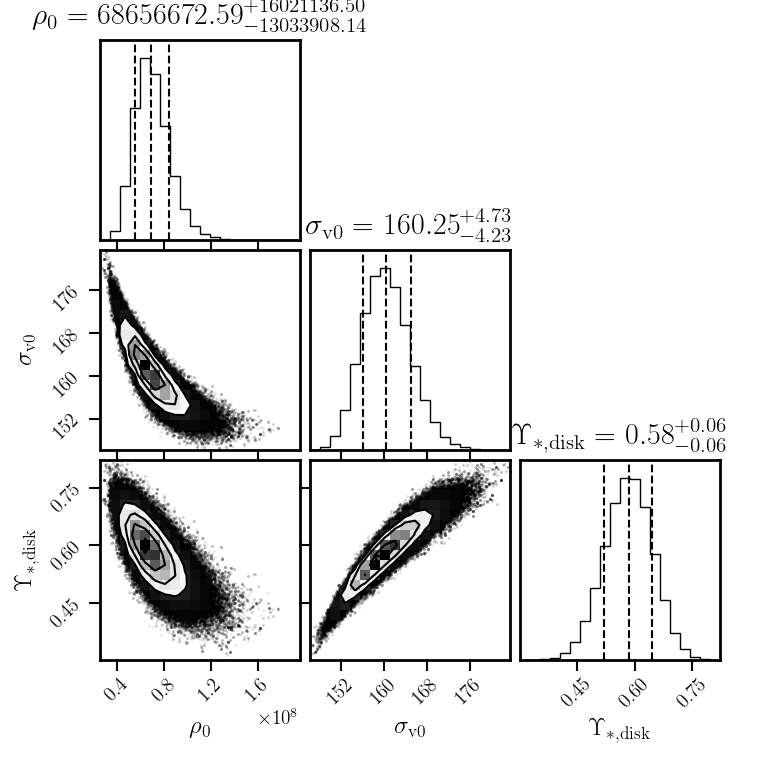 ρ₀ = 68656672.59⁺¹⁶⁰²¹¹³⁶·⁵⁰₋₁₃₀₃₃₉₀₈.₁₄
σᵥ₀ = 160.25⁺⁴·⁷³₋₄.₂₃
176
168
160
152
σᵥ₀
ϒ∗,disk = 0.58⁺⁰·⁰⁶₋₀.₀₆
0.75
0.60
0.45
ϒ∗,disk
0.4 0.8 1.2 1.6
×10⁸
ρ₀
152 160 168 176
σᵥ₀
0.45 0.60 0.75
ϒ∗,disk